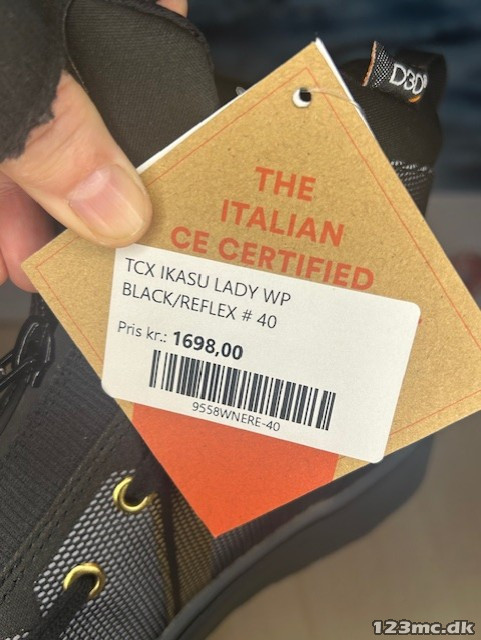 D3O®
THE
ITALIAN
CE CERTIFIED
TCX IKASU LADY WP
BLACK/REFLEX # 40
Pris kr.: 1698,00
9558WNERE-40
123mc.dk